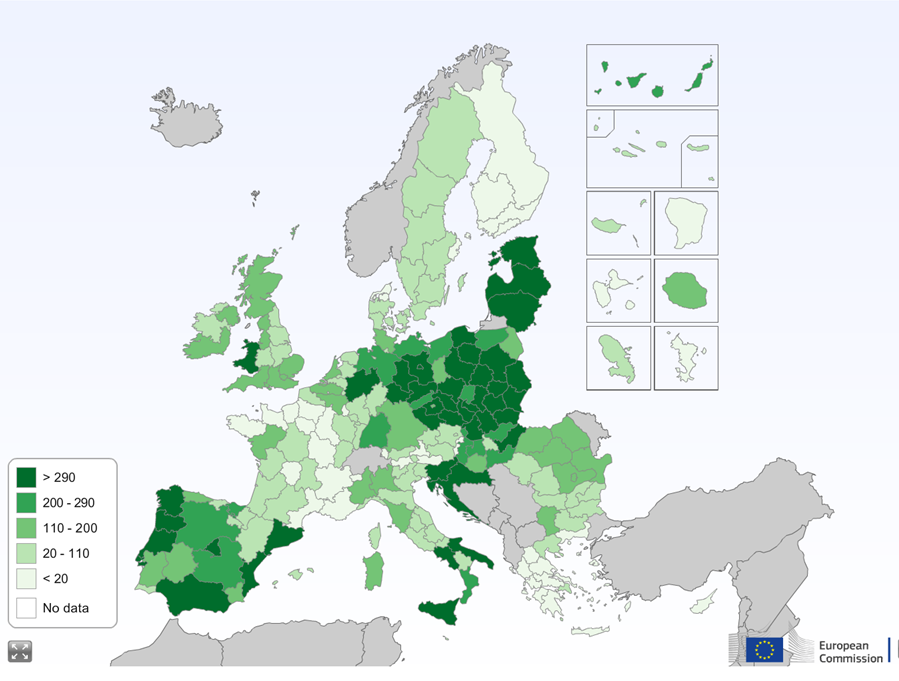 > 290
200 - 290
110 - 200
20 - 110
< 20
No data
European
Commission